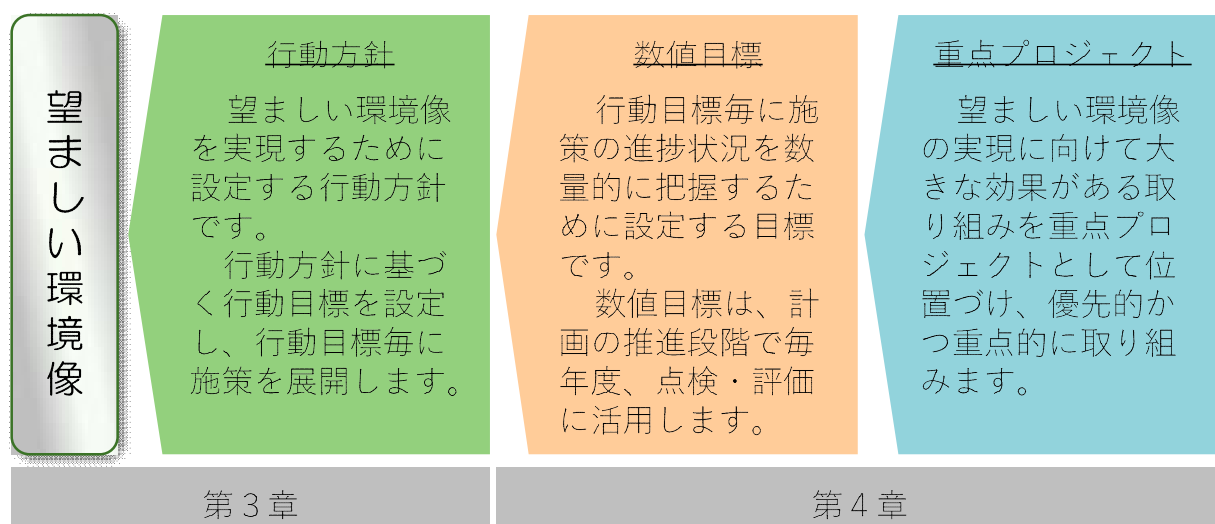 望ましい環境像
行動方針
望ましい環境像
を実現するために
設定する行動方針
です。
行動方針に基づ
く行動目標を設定
し、行動目標毎に
施策を展開します。
数値目標
行動目標毎に施
策の進捗状況を数
量的に把握するた
めに設定する目標
です。
数値目標は、計
画の推進段階で毎
年度、点検・評価
に活用します。
重点プロジェクト
望ましい環境像
の実現に向けて大
きな効果がある取
り組みを重点プロ
ジェクトとして位
置づけ、優先的か
つ重点的に取り組
みます。
第３章
第４章